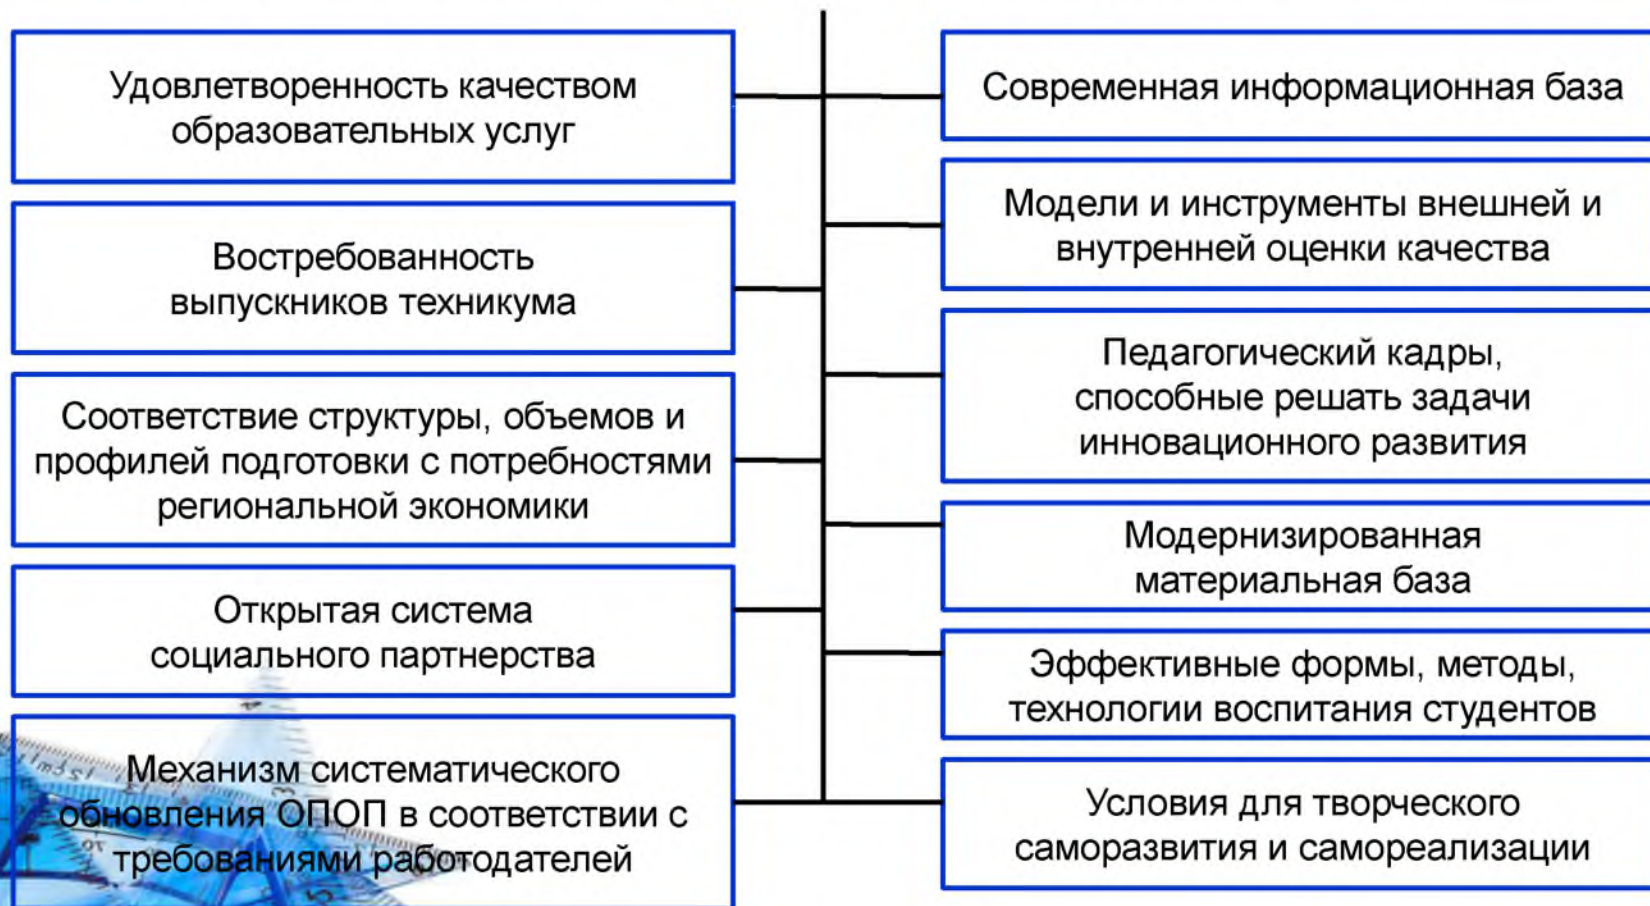 Удовлетворенность качеством
образовательных услуг
Востребованность
выпускников техникума
Соответствие структуры, объемов и
профилей подготовки с потребностями
региональной экономики
Открытая система
социального партнерства
Механизм систематического
обновления ОПОП в соответствии с
требованиями работодателей
Современная информационная база
Модели и инструменты внешней и
внутренней оценки качества
Педагогический кадры,
способные решать задачи
инновационного развития
Модернизированная
материальная база
Эффективные формы, методы,
технологии воспитания студентов
Условия для творческого
саморазвития и самореализации